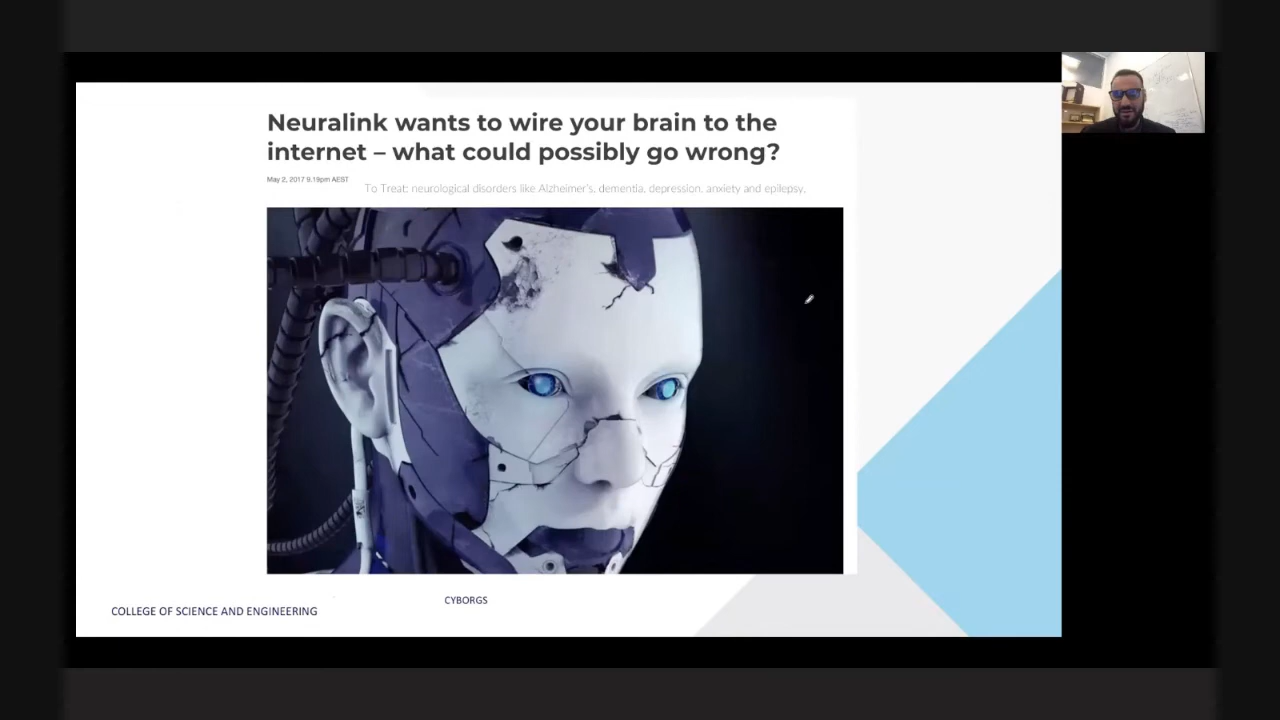 Neuralink wants to wire your brain to the
internet – what could possibly go wrong?
May 2, 2017 9.19pm AEST
To Treat: neurological disorders like Alzheimer's, dementia, depression, anxiety and epilepsy.
CYBORGS
COLLEGE OF SCIENCE AND ENGINEERING